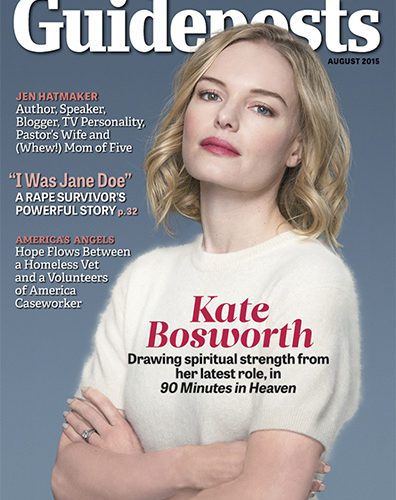 Guideposts
AUGUST 2015
JEN HATMAKER
Author, Speaker,
Blogger, TV Personality,
Pastor's Wife and
(Whew!) Mom of Five
“I Was Jane Doe”
A RAPE SURVIVOR'S
POWERFUL STORY p.32
AMERICA'S ANGELS
Hope Flows Between
a Homeless Vet
and a Volunteers
of America
Caseworker
Kate
Bosworth
Drawing spiritual strength from
her latest role, in
90 Minutes in Heaven